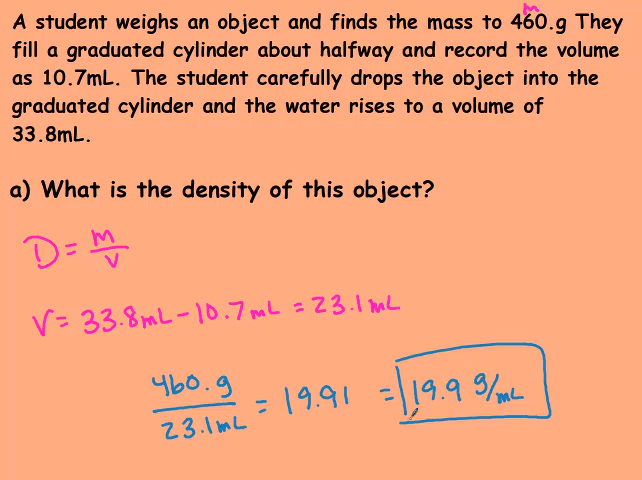 m
A student weighs an object and finds the mass to 460.g They
fill a graduated cylinder about halfway and record the volume
as 10.7mL. The student carefully drops the object into the
graduated cylinder and the water rises to a volume of
33.8mL.
a) What is the density of this object?
D = m/v
V = 33.8mL - 10.7mL = 23.1mL
460.g / 23.1mL = 19.91 = 19.9 g/mL